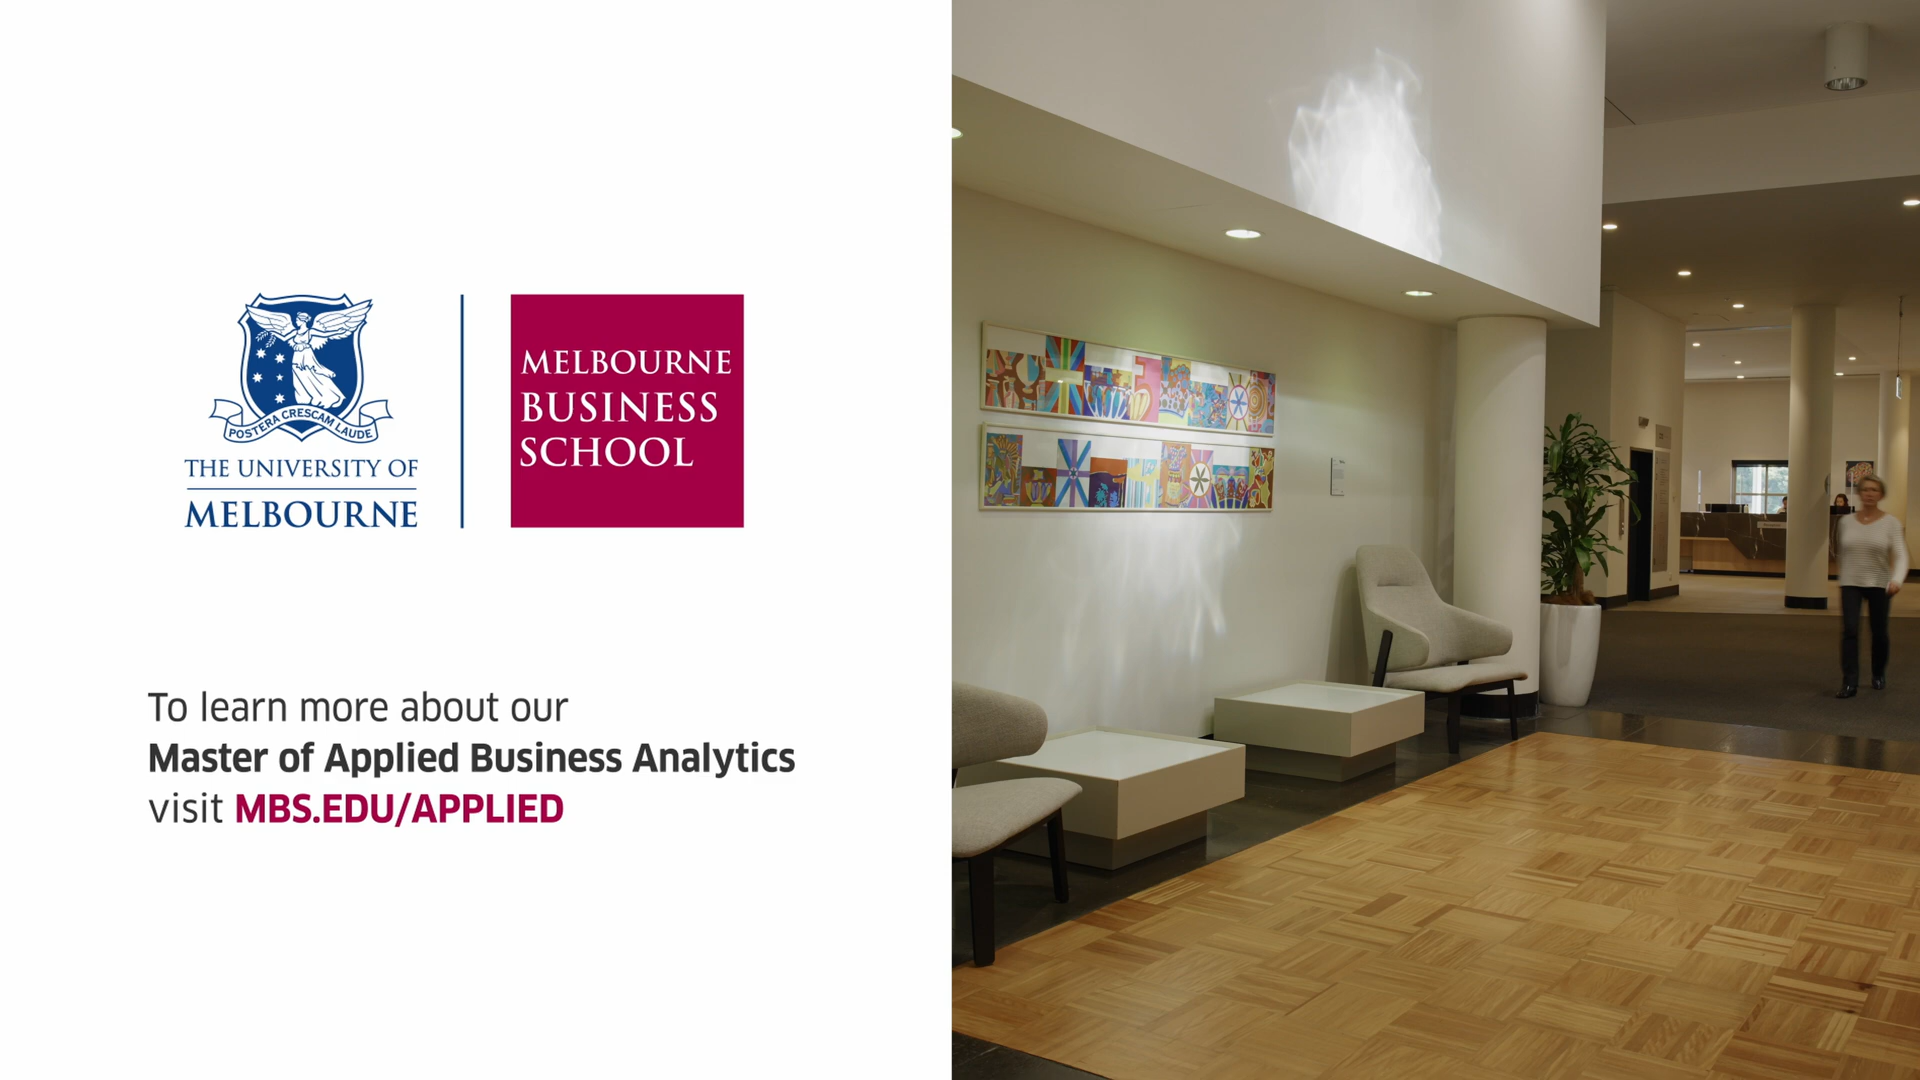 POSTERA CRESCAM LAUDE
THE UNIVERSITY OF
MELBOURNE
MELBOURNE
BUSINESS
SCHOOL
To learn more about our
Master of Applied Business Analytics
visit MBS.EDU/APPLIED